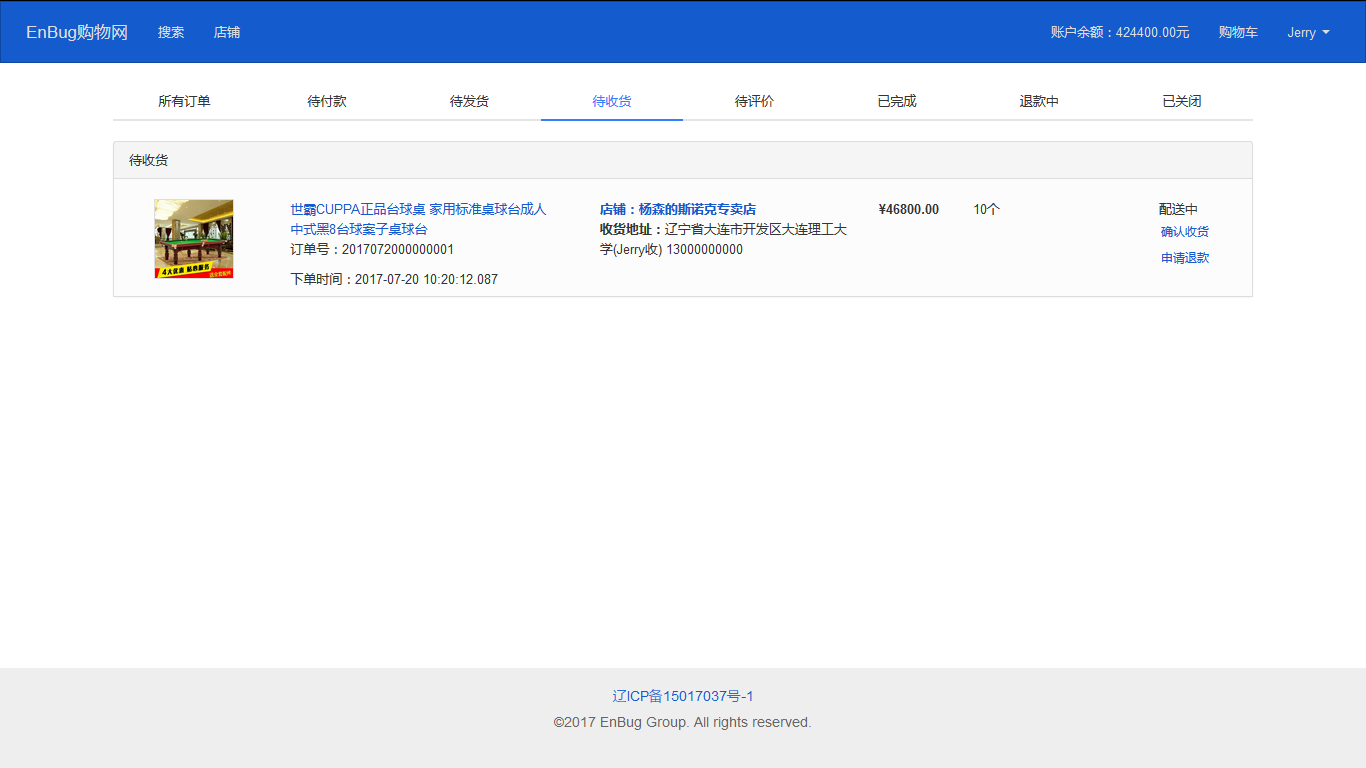 EnBug购物网 搜索 店铺 账户余额：424400.00元 购物车 Jerry
所有订单 待付款 待发货 待收货 待评价 已完成 退款中 已关闭
待收货
4大优惠 贴心服务
世霸CUPPA正品台球桌 家用标准桌球台成人
中式黑8台球案子桌球台
订单号：2017072000000001
下单时间：2017-07-20 10:20:12.087
店铺：杨森的斯诺克专卖店
收货地址：辽宁省大连市开发区大连理工大
学(Jerry收) 13000000000
¥46800.00
10个
配送中
确认收货
申请退款
辽ICP备15017037号-1
©2017 EnBug Group. All rights reserved.